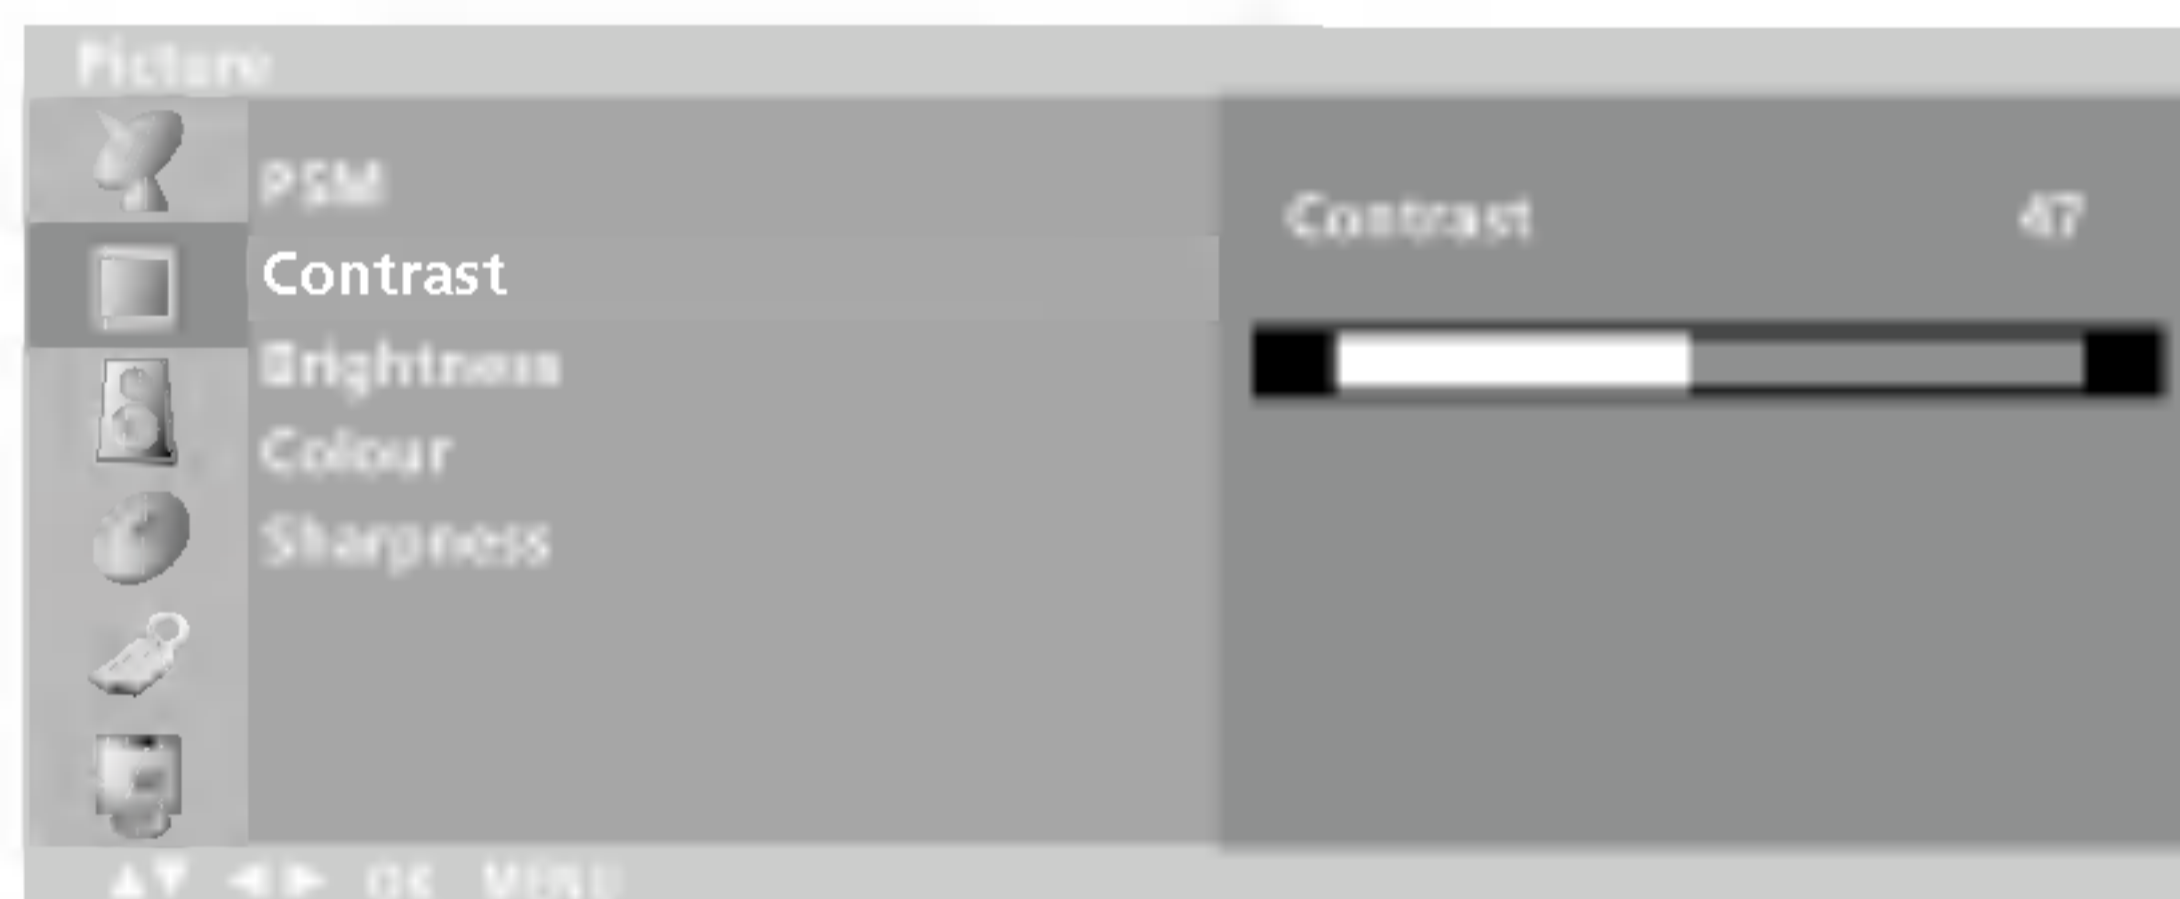 Picture
PSM
Contrast
Brightness
Colour
Sharpness
Contrast 47
▲▼ ◀▶ OK MENU